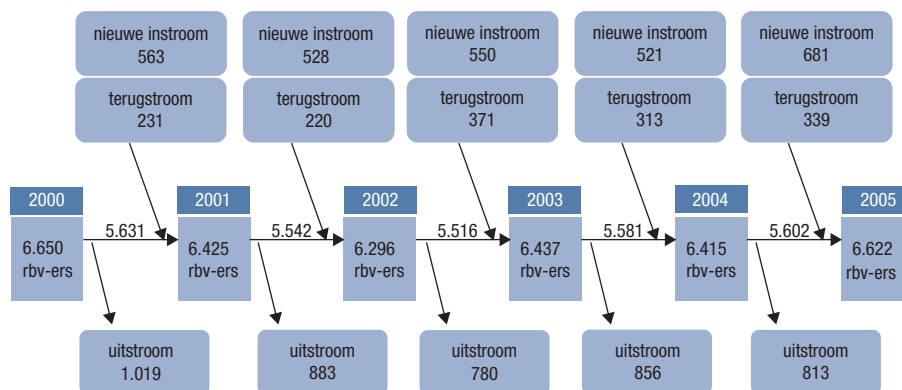 nieuwe instroom
563
nieuwe instroom
528
nieuwe instroom
550
nieuwe instroom
521
nieuwe instroom
681
terugstroom
231
terugstroom
220
terugstroom
371
terugstroom
313
terugstroom
339
2000
2001
2002
2003
2004
2005
6.650
rbv-ers
5.631
6.425
rbv-ers
5.542
6.296
rbv-ers
5.516
6.437
rbv-ers
5.581
6.415
rbv-ers
5.602
6.622
rbv-ers
uitstroom
1.019
uitstroom
883
uitstroom
780
uitstroom
856
uitstroom
813